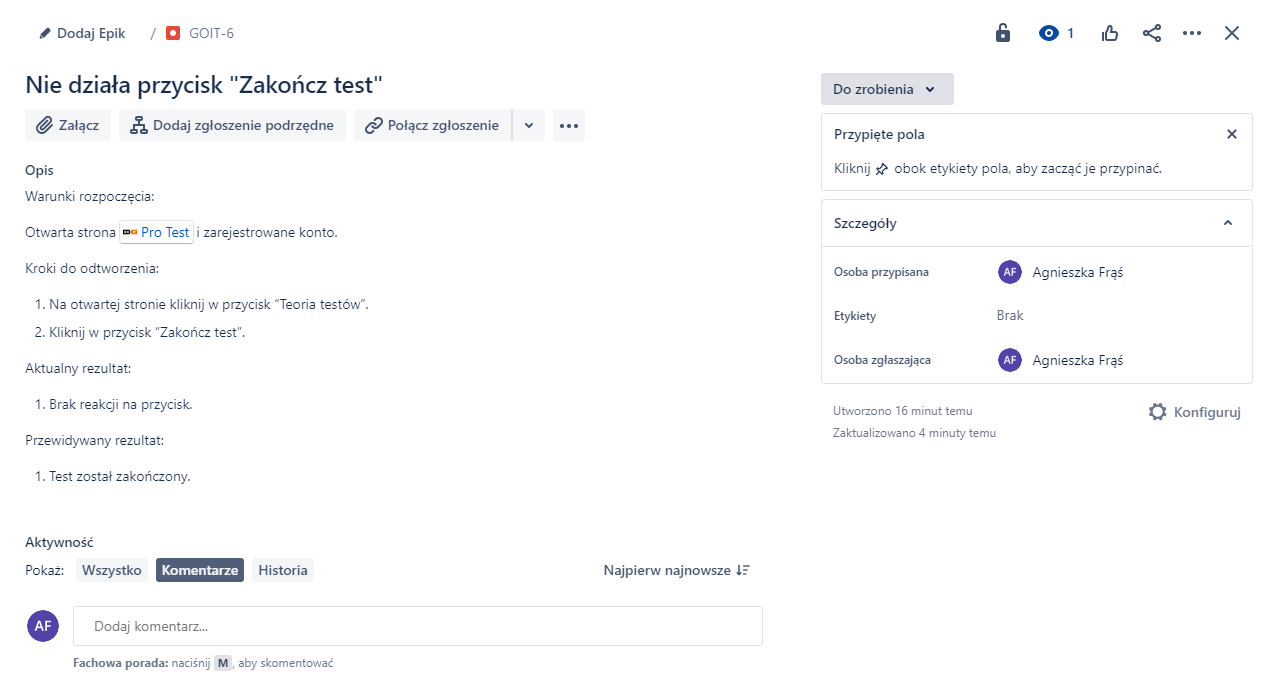 Dodaj Epik / GOIT-6
1
Nie działa przycisk "Zakończ test"
Załącz
Dodaj zgłoszenie podrzędne
Połącz zgłoszenie
Opis
Warunki rozpoczęcia:
Otwarta strona Pro Test i zarejestrowane konto.
Kroki do odtworzenia:
1. Na otwartej stronie kliknij w przycisk “Teoria testów”.
2. Kliknij w przycisk “Zakończ test”.
Aktualny rezultat:
1. Brak reakcji na przycisk.
Przewidywany rezultat:
1. Test został zakończony.
Aktywność
Pokaż: Wszystko Komentarze Historia Najpierw najnowsze
AF Dodaj komentarz...
Fachowa porada: naciśnij M, aby skomentować
Do zrobienia
Przypięte pola
Kliknij obok etykiety pola, aby zacząć je przypinać.
Szczegóły
Osoba przypisana AF Agnieszka Frąś
Etykiety Brak
Osoba zgłaszająca AF Agnieszka Frąś
Utworzono 16 minut temu
Konfiguruj
Zaktualizowano 4 minuty temu